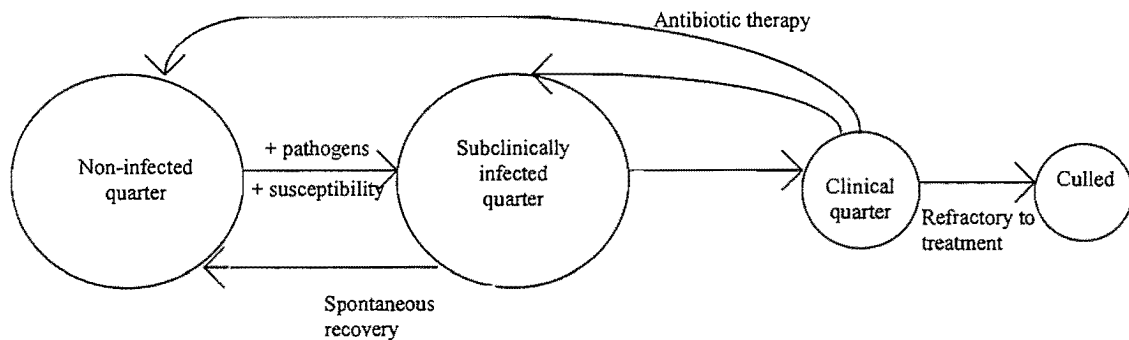 Antibiotic therapy
Non-infected
quarter
+ pathogens
+ susceptibility
Subclinically
infected
quarter
Clinical
quarter
Refractory to
treatment
Culled
Spontaneous
recovery